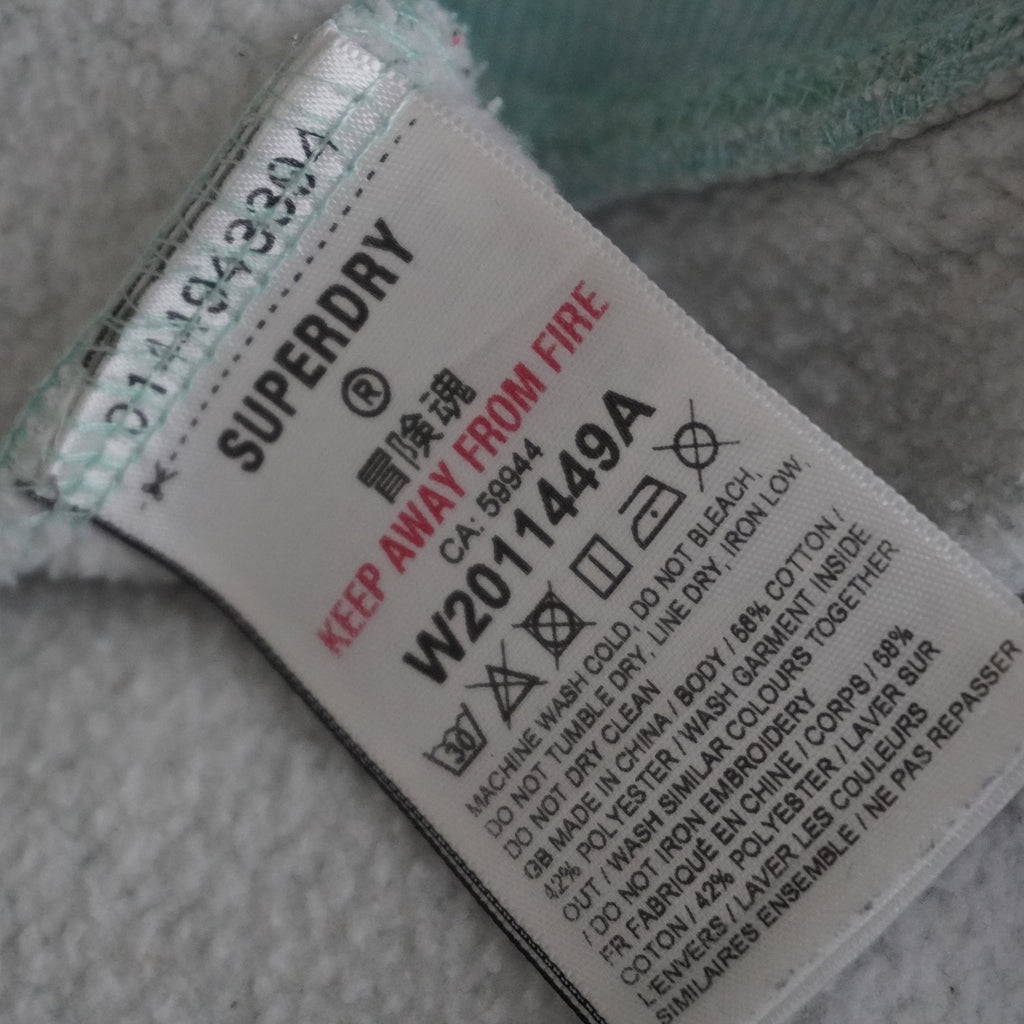 SUPERDRY
®
冒険魂
KEEP AWAY FROM FIRE
CA: 59944
W2011449A
30
MACHINE WASH COLD, DO NOT BLEACH,
DO NOT TUMBLE DRY, LINE DRY, IRON LOW,
DO NOT DRY CLEAN
GB MADE IN CHINA / BODY / 58% COTTON /
42% POLYESTER / WASH GARMENT INSIDE
OUT / WASH SIMILAR COLOURS TOGETHER
/ DO NOT IRON EMBROIDERY
FR FABRIQUÉ EN CHINE / CORPS / 58%
COTON / 42% POLYESTER / LAVER SUR
L'ENVERS / LAVER LES COULEURS
SIMILAIRES ENSEMBLE / NE PAS REPASSER